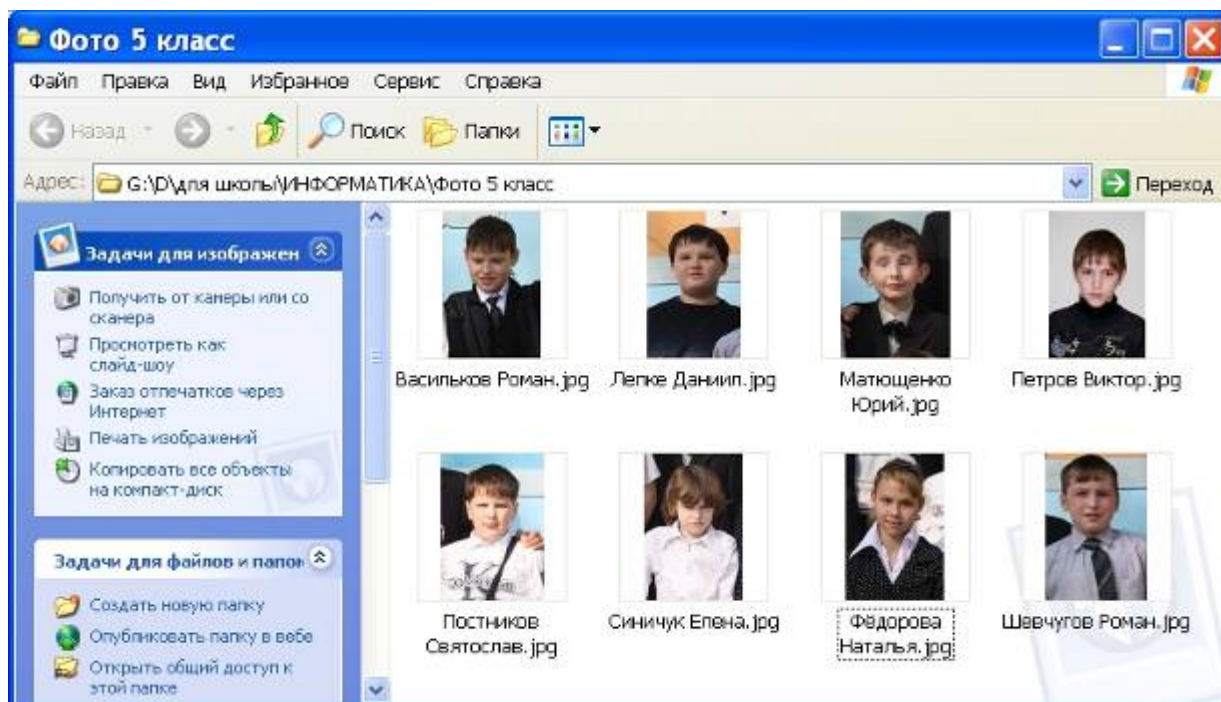 Фото 5 класс
Файл Правка Вид Избранное Сервис Справка
Назад Поиск Папки
Адрес: G:\D\для школы\ИНФОРМАТИКА\Фото 5 класс Переход
Задачи для изображен
Получить от камеры или со
сканера
Просмотреть как
слайд-шоу
Заказ отпечатков через
Интернет
Печать изображений
Копировать все объекты
на компакт-диск
Задачи для файлов и папок
Создать новую папку
Опубликовать папку в вебе
Открыть общий доступ к
этой папке
Васильков Роман.jpg
Лепке Даниил.jpg
Матющенко
Юрий.jpg
Петров Виктор.jpg
Постников
Святослав.jpg
Синичук Елена.jpg
Фёдорова
Наталья.jpg
Шевчугов Роман.jpg